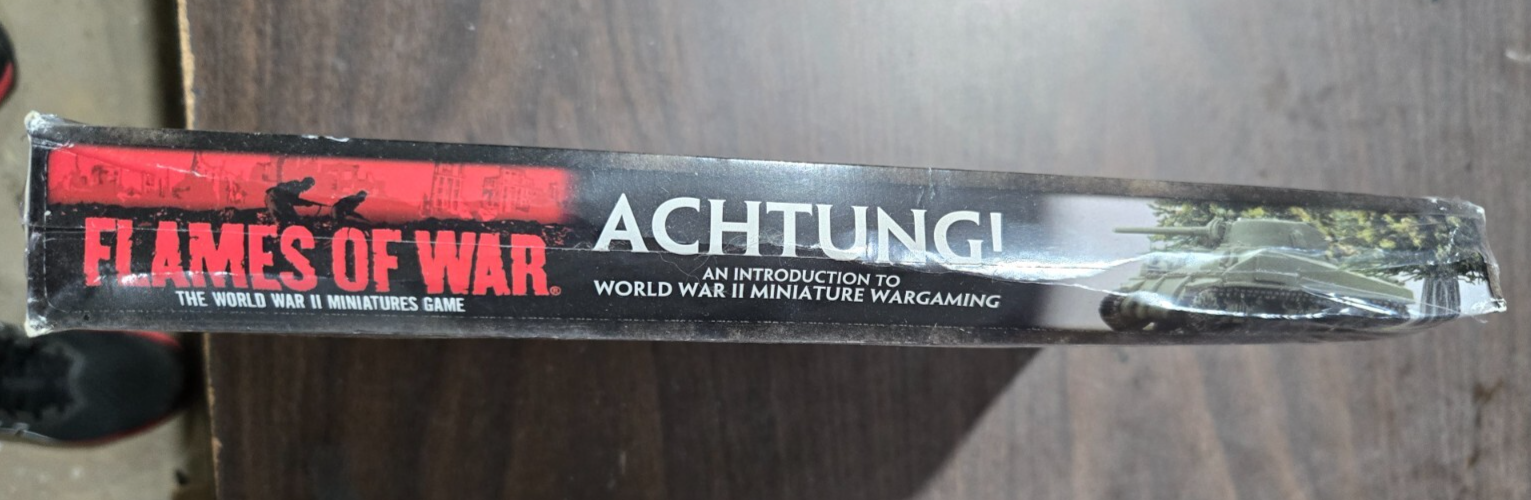 FLAMES OF WAR®
THE WORLD WAR II MINIATURES GAME
ACHTUNG!
AN INTRODUCTION TO
WORLD WAR II MINIATURE WARGAMING